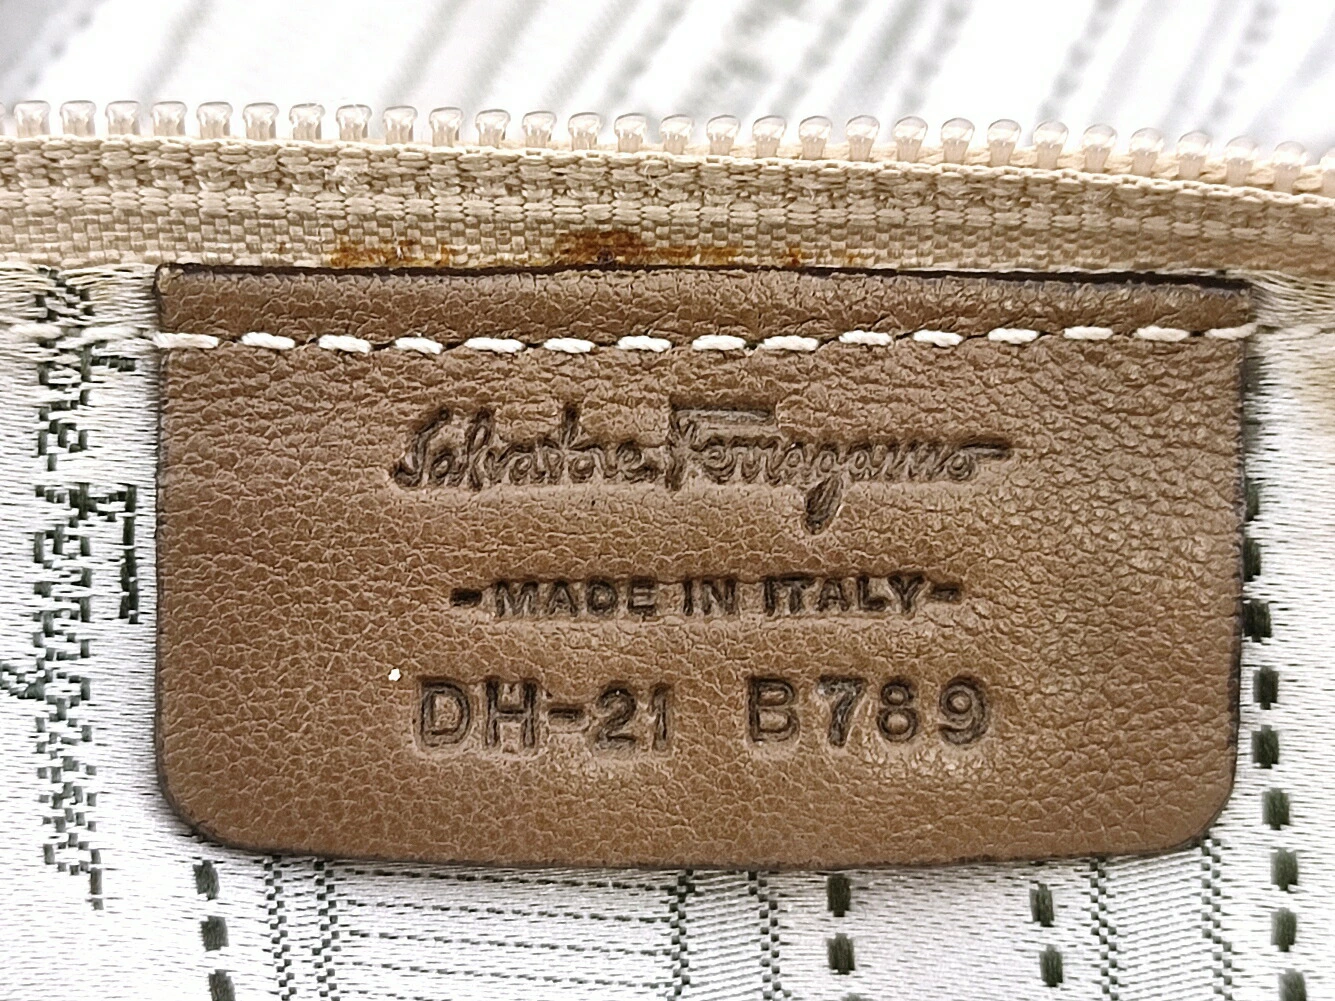 Salvatore Ferragamo
-MADE IN ITALY-
DH-21 B789